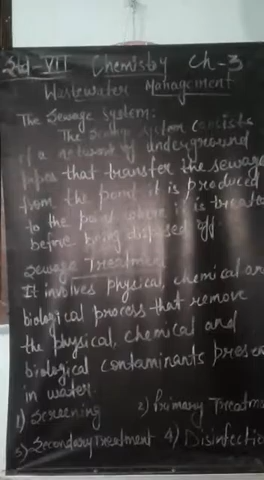 Std-VII Chemistry Ch-3
Wastewater Management
The Sewage System:
The Sewage system consists
of a network of underground
pipes that transfer the sewage
from the point it is produced
to the point where it is treated
before being disposed off.
Sewage Treatment
It involves physical, chemical an
biological process that remove
the physical, chemical and
biological contaminants presen
in water.
1) Screening 2) Primary Treatm
3) Secondary Treatment 4) Disinfectio